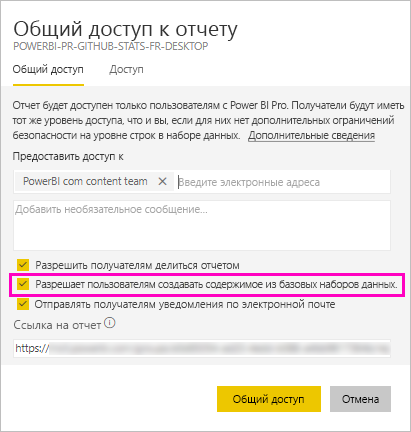 Общий доступ к отчету
POWERBI-PR-GITHUB-STATS-FR-DESKTOP
Общий доступ Доступ
Отчет будет доступен только пользователям с Power BI Pro. Получатели будут иметь
тот же уровень доступа, что и вы, если для них нет дополнительных ограничений
безопасности на уровне строк в наборе данных. Дополнительные сведения
Предоставить доступ к
PowerBI com content team Введите электронные адреса
Добавить необязательное сообщение...
Разрешить получателям делиться отчетом
Разрешает пользователям создавать содержимое из базовых наборов данных.
Отправлять получателям уведомления по электронной почте
Ссылка на отчет
https://
Общий доступ Отмена